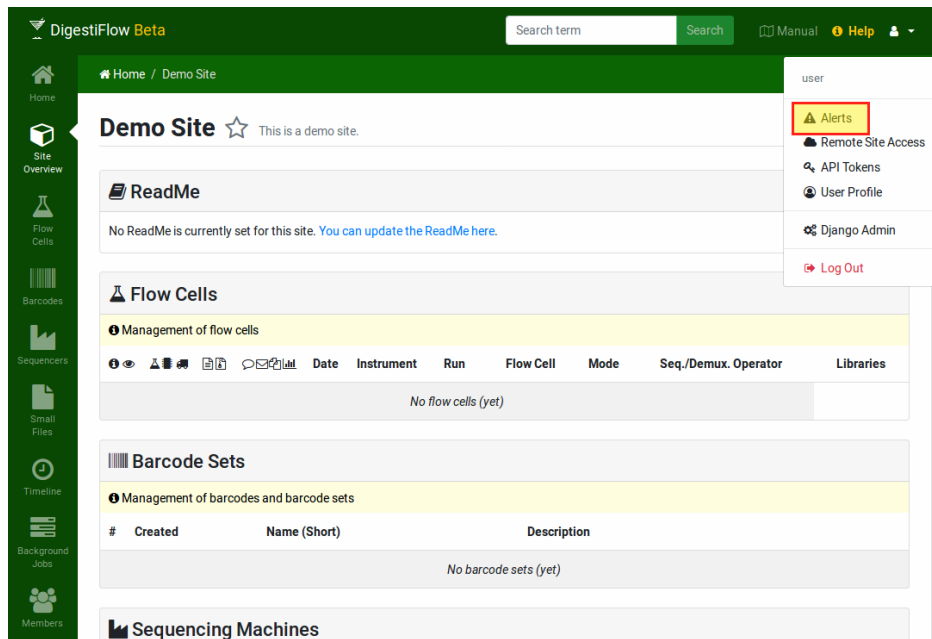 DigestiFlow Beta
Search term
Search
Manual
Help
Home / Demo Site
user
Alerts
Remote Site Access
API Tokens
User Profile
Django Admin
Log Out
Home
Site
Overview
Flow
Cells
Barcodes
Sequencers
Small
Files
Timeline
Background
Jobs
Members
Demo Site This is a demo site.
ReadMe
No ReadMe is currently set for this site. You can update the ReadMe here.
Flow Cells
Management of flow cells
Date Instrument Run Flow Cell Mode Seq./Demux. Operator Libraries
No flow cells (yet)
Barcode Sets
Management of barcodes and barcode sets
# Created Name (Short) Description
No barcode sets (yet)
Sequencing Machines